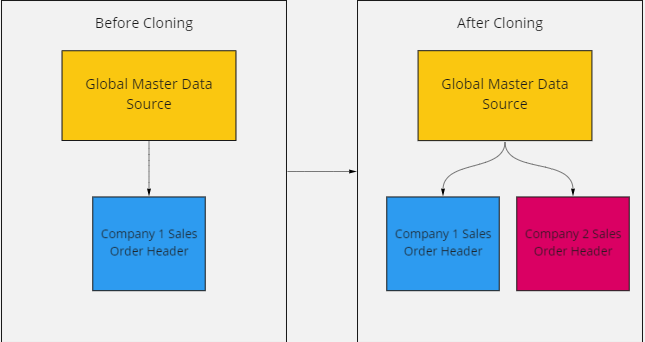 Before Cloning
Global Master Data
Source
Company 1 Sales
Order Header
After Cloning
Global Master Data
Source
Company 1 Sales
Order Header
Company 2 Sales
Order Header